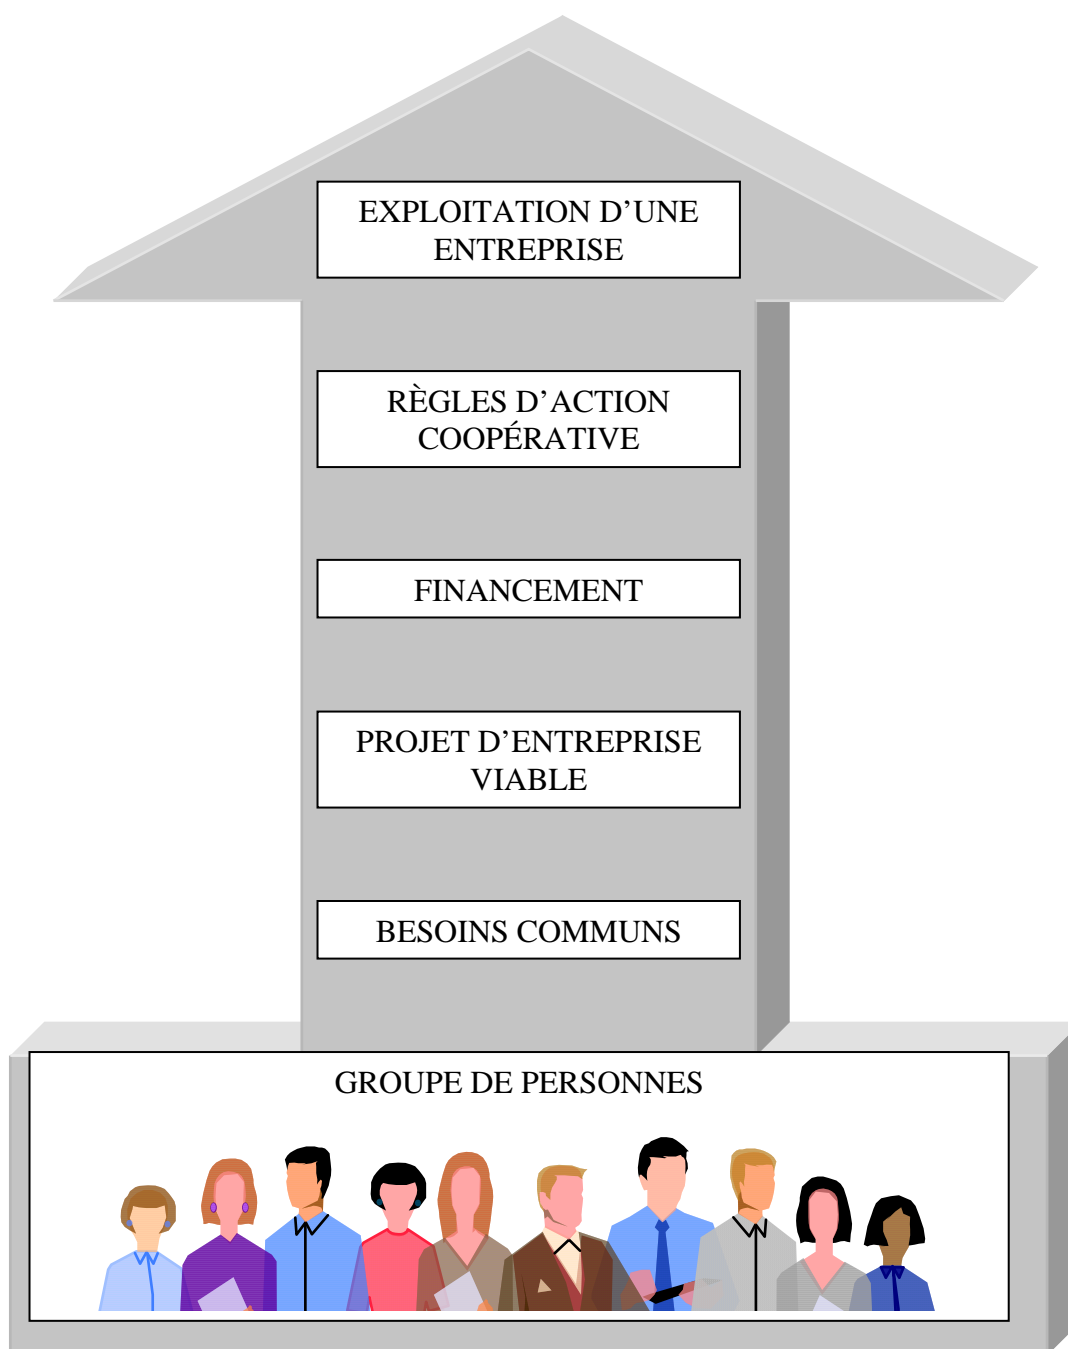 EXPLOITATION D’UNE
ENTREPRISE
RÈGLES D’ACTION
COOPÉRATIVE
FINANCEMENT
PROJET D’ENTREPRISE
VIABLE
BESOINS COMMUNS
GROUPE DE PERSONNES